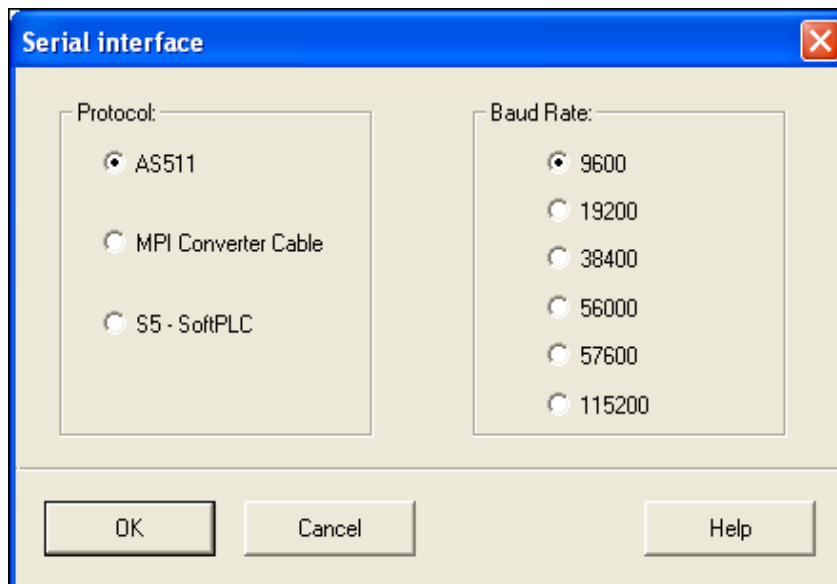 Serial interface
Protocol:
AS511
MPI Converter Cable
S5 - SoftPLC
Baud Rate:
9600
19200
38400
56000
57600
115200
OK
Cancel
Help